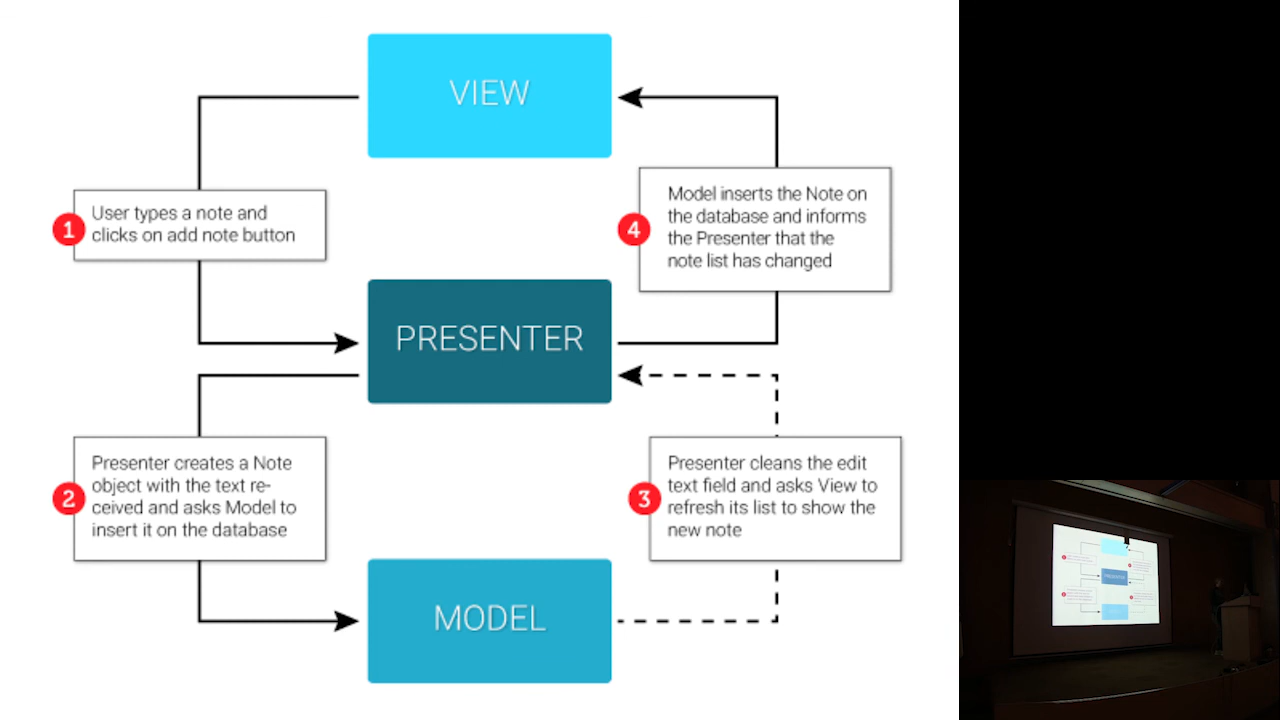 VIEW
1
User types a note and
clicks on add note button
4
Model inserts the Note on
the database and informs
the Presenter that the
note list has changed
PRESENTER
2
Presenter creates a Note
object with the text re-
ceived and asks Model to
insert it on the database
3
Presenter cleans the edit
text field and asks View to
refresh its list to show the
new note
MODEL